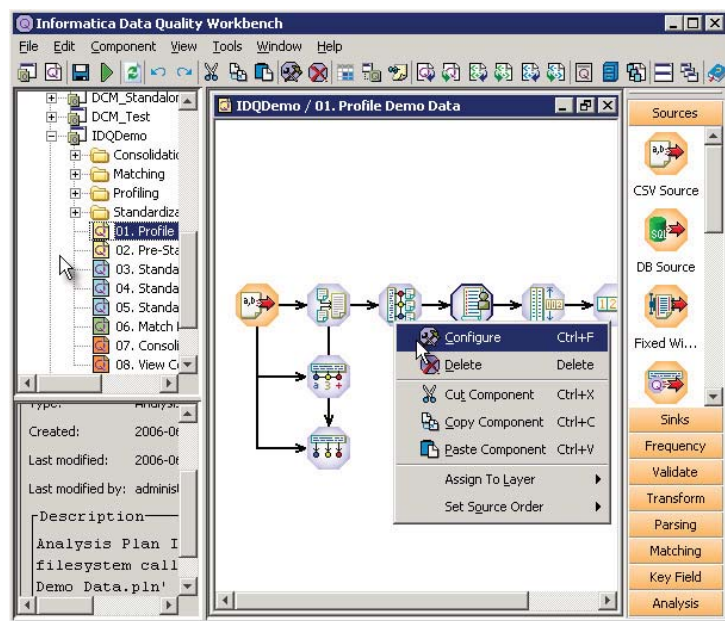 Informatica Data Quality Workbench
File Edit Component View Tools Window Help
DCM_Standalor
DCM_Test
IDQDemo
Consolidatic
Matching
Profiling
Standardiza
01. Profile
02. Pre-Sta
03. Standa
04. Standa
05. Standa
06. Match
07. Consoli
08. View C
Created: 2006-06
Last modified: 2006-06
Last modified by: adminis
Description
Analysis Plan I
filesystem call
Demo Data.pln'
IDQDemo / 01. Profile Demo Data
a,b,
a 3 +
Configure Ctrl+F
Delete Delete
Cut Component Ctrl+X
Copy Component Ctrl+C
Paste Component Ctrl+V
Assign To Layer
Set Source Order
Sources
a,b,
CSV Source
SQL
DB Source
Fixed Wi...
Sinks
Frequency
Validate
Transform
Parsing
Matching
Key Field
Analysis